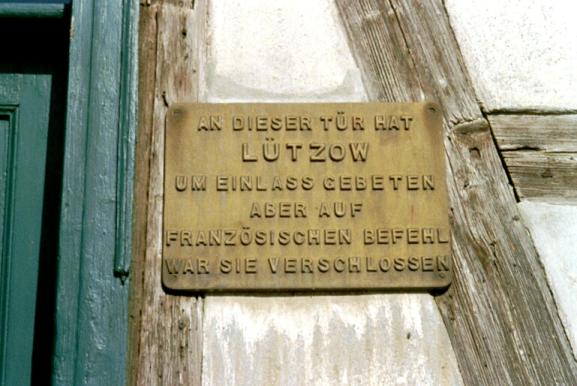 AN DIESER TÜR HAT
LÜTZOW
UM EINLASS GEBETEN
ABER AUF
FRANZÖSISCHEN BEFEHL
WAR SIE VERSCHLOSSEN